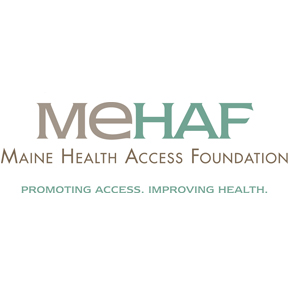 MeHAF
MAINE HEALTH ACCESS FOUNDATION
PROMOTING ACCESS. IMPROVING HEALTH.